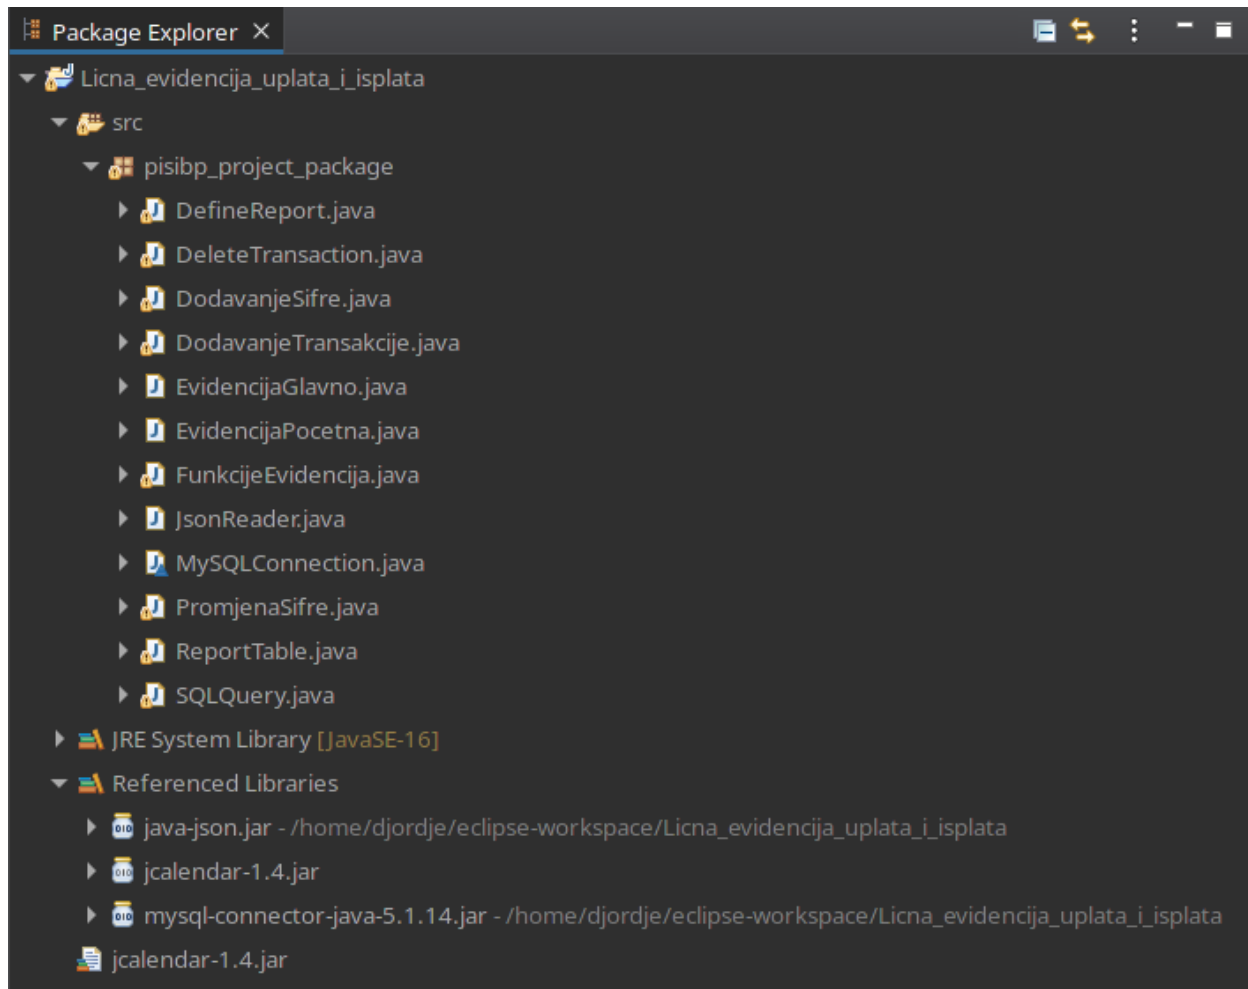 Package Explorer
Licna_evidencija_uplata_i_isplata
src
pisibp_project_package
DefineReport.java
DeleteTransaction.java
DodavanjeSifre.java
DodavanjeTransakcije.java
EvidencijaGlavno.java
EvidencijaPocetna.java
FunkcijeEvidencija.java
JsonReader.java
MySQLConnection.java
PromjenaSifre.java
ReportTable.java
SQLQuery.java
JRE System Library [JavaSE-16]
Referenced Libraries
java-json.jar - /home/djordje/eclipse-workspace/Licna_evidencija_uplata_i_isplata
jcalendar-1.4.jar
mysql-connector-java-5.1.14.jar - /home/djordje/eclipse-workspace/Licna_evidencija_uplata_i_isplata
jcalendar-1.4.jar